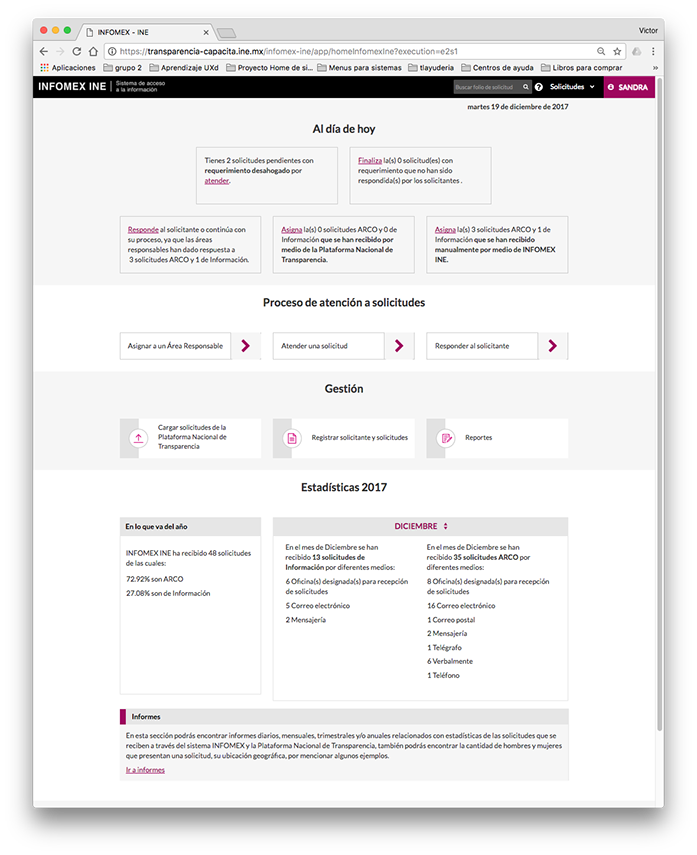 INFOMEX - INE
Victor
https://transparencia-capacita.ine.mx/infomex-ine/app/homeInfomexIne?execution=e2s1
Aplicaciones grupo 2 Aprendizaje UXd Proyecto Home de si... Menus para sistemas tlayuderia Centros de ayuda Libros para comprar »
INFOMEX INE Sistema de acceso
a la información
Buscar folio de solicitud
Solicitudes
SANDRA
martes 19 de diciembre de 2017
Al día de hoy
Tienes 2 solicitudes pendientes con
requerimiento desahogado por
atender.
Finaliza la(s) 0 solicitud(es) con
requerimiento que no han sido
respondida(s) por los solicitantes .
Responde al solicitante o continúa con
su proceso, ya que las áreas
responsables han dado respuesta a
3 solicitudes ARCO y 1 de Información.
Asigna la(s) 0 solicitudes ARCO y 0 de
Información que se han recibido por
medio de la Plataforma Nacional de
Transparencia.
Asigna la(s) 3 solicitudes ARCO y 1 de
Información que se han recibido
manualmente por medio de INFOMEX
INE.
Proceso de atención a solicitudes
Asignar a un Área Responsable
Atender una solicitud
Responder al solicitante
Gestión
Cargar solicitudes de la
Plataforma Nacional de
Transparencia
Registrar solicitante y solicitudes
Reportes
Estadísticas 2017
En lo que va del año
INFOMEX INE ha recibido 48 solicitudes
de las cuales:
72.92% son ARCO
27.08% son de Información
DICIEMBRE
En el mes de Diciembre se han
recibido 13 solicitudes de
Información por diferentes medios:
6 Oficina(s) designada(s) para recepción
de solicitudes
5 Correo electrónico
2 Mensajería
En el mes de Diciembre se han
recibido 35 solicitudes ARCO por
diferentes medios:
8 Oficina(s) designada(s) para recepción
de solicitudes
16 Correo electrónico
1 Correo postal
2 Mensajería
1 Telégrafo
6 Verbalmente
1 Teléfono
Informes
En esta sección podrás encontrar informes diarios, mensuales, trimestrales y/o anuales relacionados con estadísticas de las solicitudes que se
reciben a través del sistema INFOMEX y la Plataforma Nacional de Transparencia, también podrás encontrar la cantidad de hombres y mujeres
que presentan una solicitud, su ubicación geográfica, por mencionar algunos ejemplos.
Ir a informes